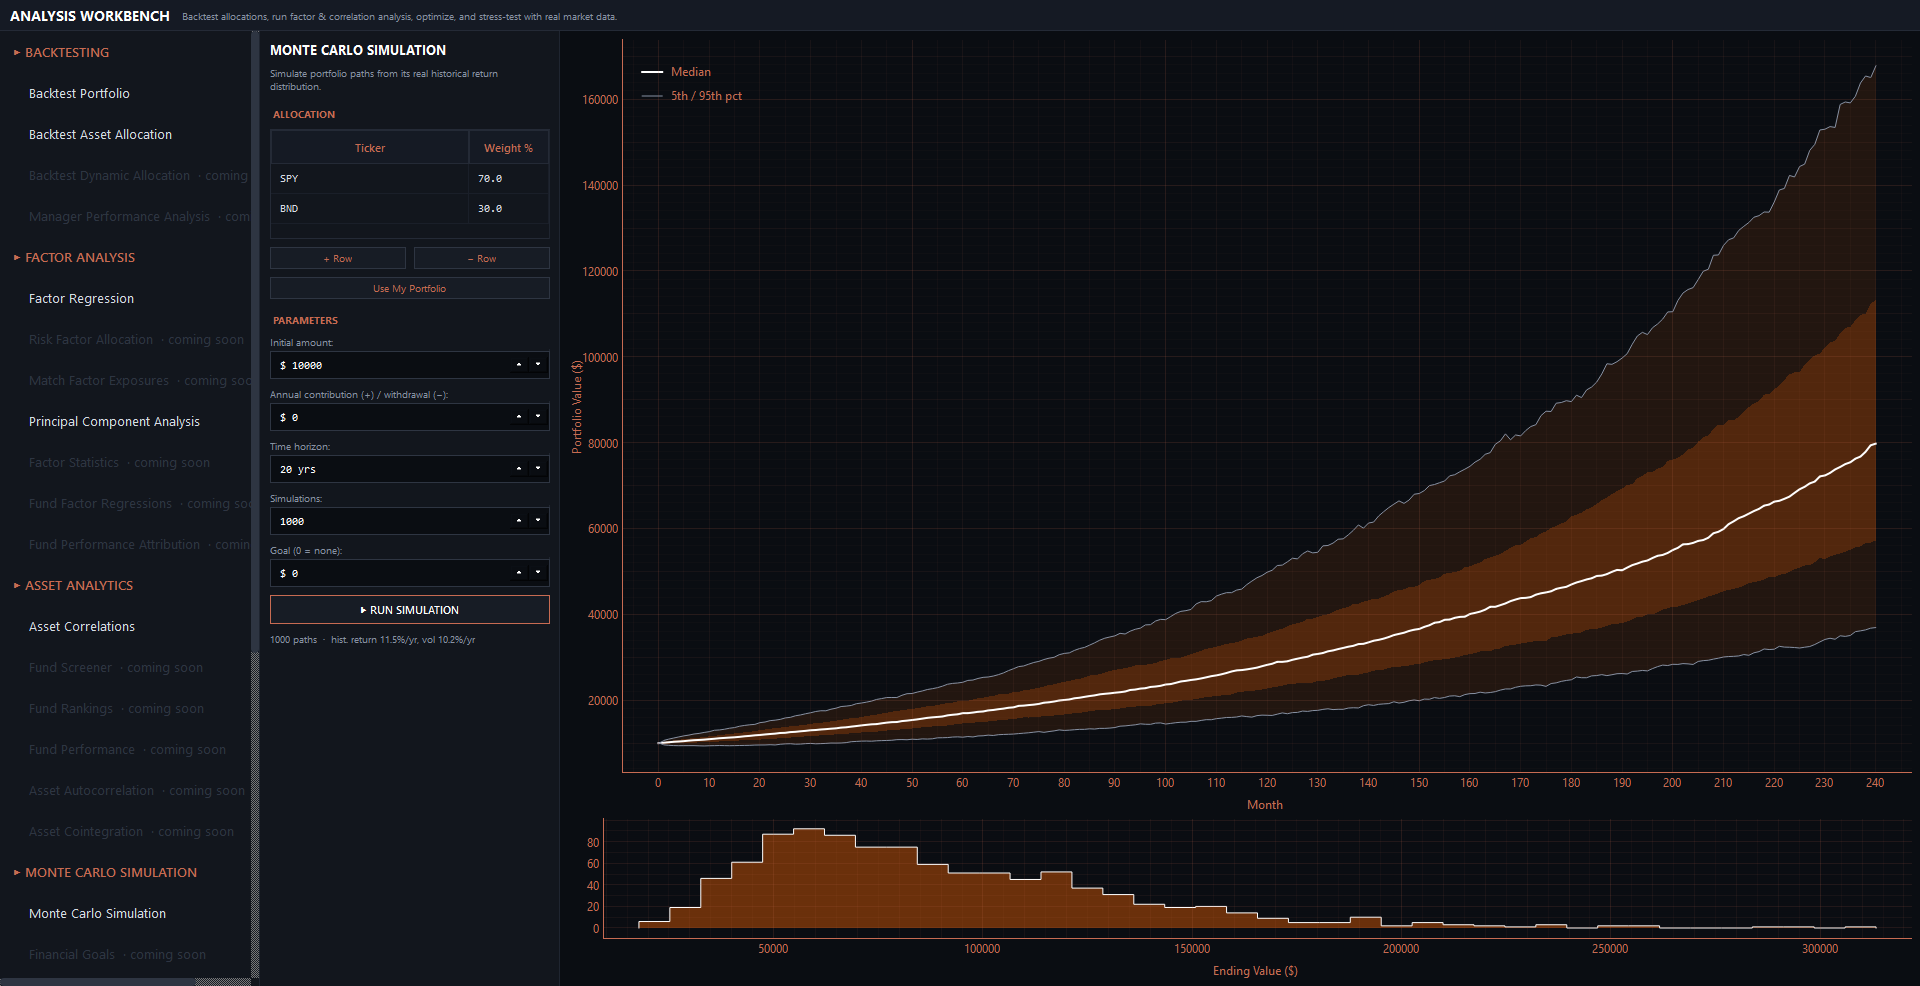 ANALYSIS WORKBENCH Backtest allocations, run factor & correlation analysis, optimize, and stress-test with real market data.
▸ BACKTESTING
Backtest Portfolio
Backtest Asset Allocation
Backtest Dynamic Allocation · coming
Manager Performance Analysis · com
▸ FACTOR ANALYSIS
Factor Regression
Risk Factor Allocation · coming soon
Match Factor Exposures · coming soo
Principal Component Analysis
Factor Statistics · coming soon
Fund Factor Regressions · coming soo
Fund Performance Attribution · comin
▸ ASSET ANALYTICS
Asset Correlations
Fund Screener · coming soon
Fund Rankings · coming soon
Fund Performance · coming soon
Asset Autocorrelation · coming soon
Asset Cointegration · coming soon
▸ MONTE CARLO SIMULATION
Monte Carlo Simulation
Financial Goals · coming soon
MONTE CARLO SIMULATION
Simulate portfolio paths from its real historical return
distribution.
ALLOCATION
Ticker Weight %
SPY 70.0
BND 30.0
+ Row − Row
Use My Portfolio
PARAMETERS
Initial amount:
$ 10000
Annual contribution (+) / withdrawal (−):
$ 0
Time horizon:
20 yrs
Simulations:
1000
Goal (0 = none):
$ 0
▸ RUN SIMULATION
1000 paths · hist. return 11.5%/yr, vol 10.2%/yr
Median
5th / 95th pct
Portfolio Value ($)
160000
140000
120000
100000
80000
60000
40000
20000
0 10 20 30 40 50 60 70 80 90 100 110 120 130 140 150 160 170 180 190 200 210 220 230 240
Month
80
60
40
20
0
50000 100000 150000 200000 250000 300000
Ending Value ($)